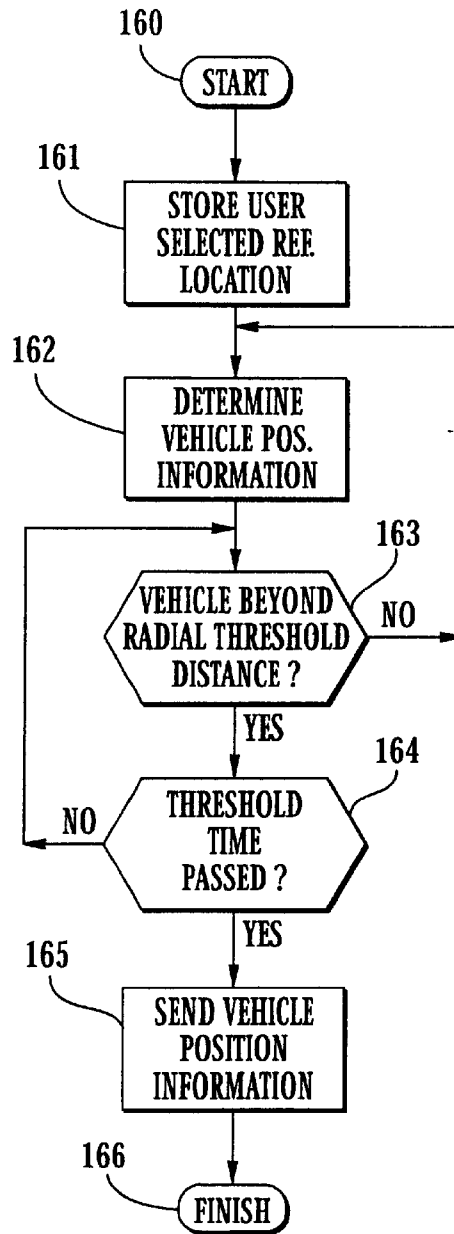 160
START
161
STORE USER
SELECTED REF.
LOCATION
162
DETERMINE
VEHICLE POS.
INFORMATION
163
VEHICLE BEYOND
RADIAL THRESHOLD
DISTANCE ?
NO
YES
164
THRESHOLD
TIME
PASSED ?
NO
YES
165
SEND VEHICLE
POSITION
INFORMATION
166
FINISH